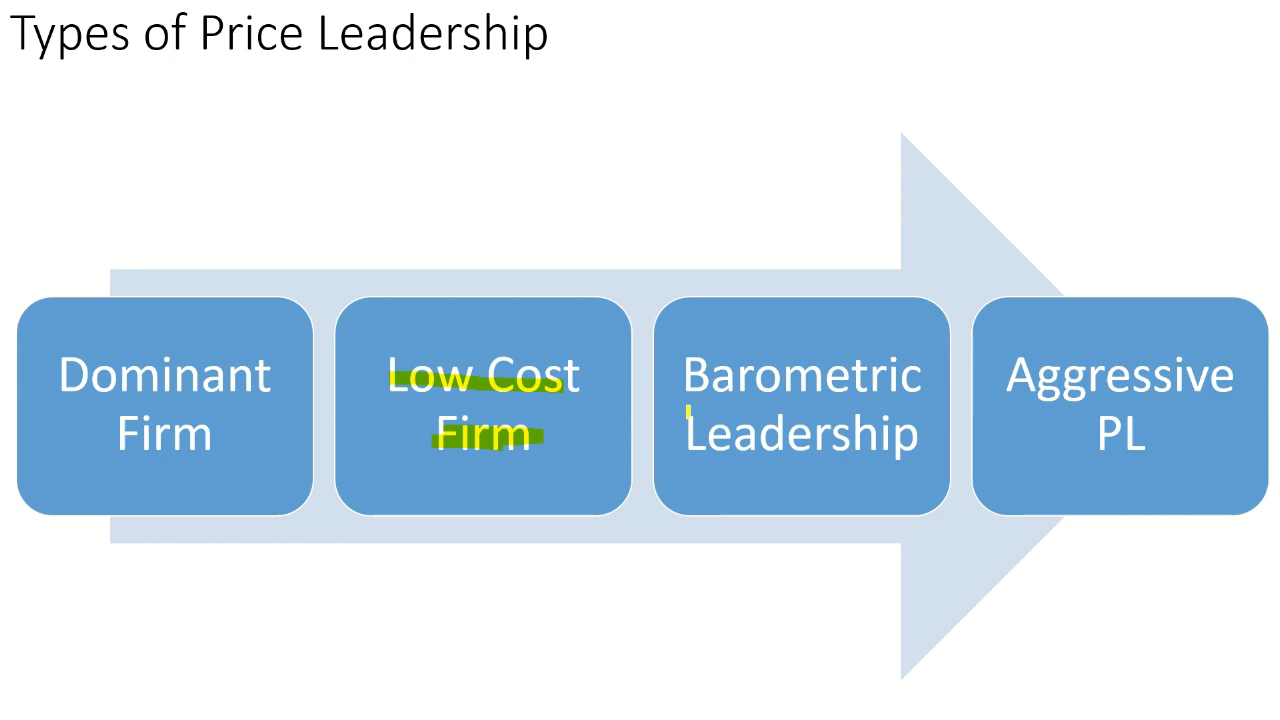 Types of Price Leadership
Dominant
Firm
Low Cost
Firm
Barometric
Leadership
Aggressive
PL